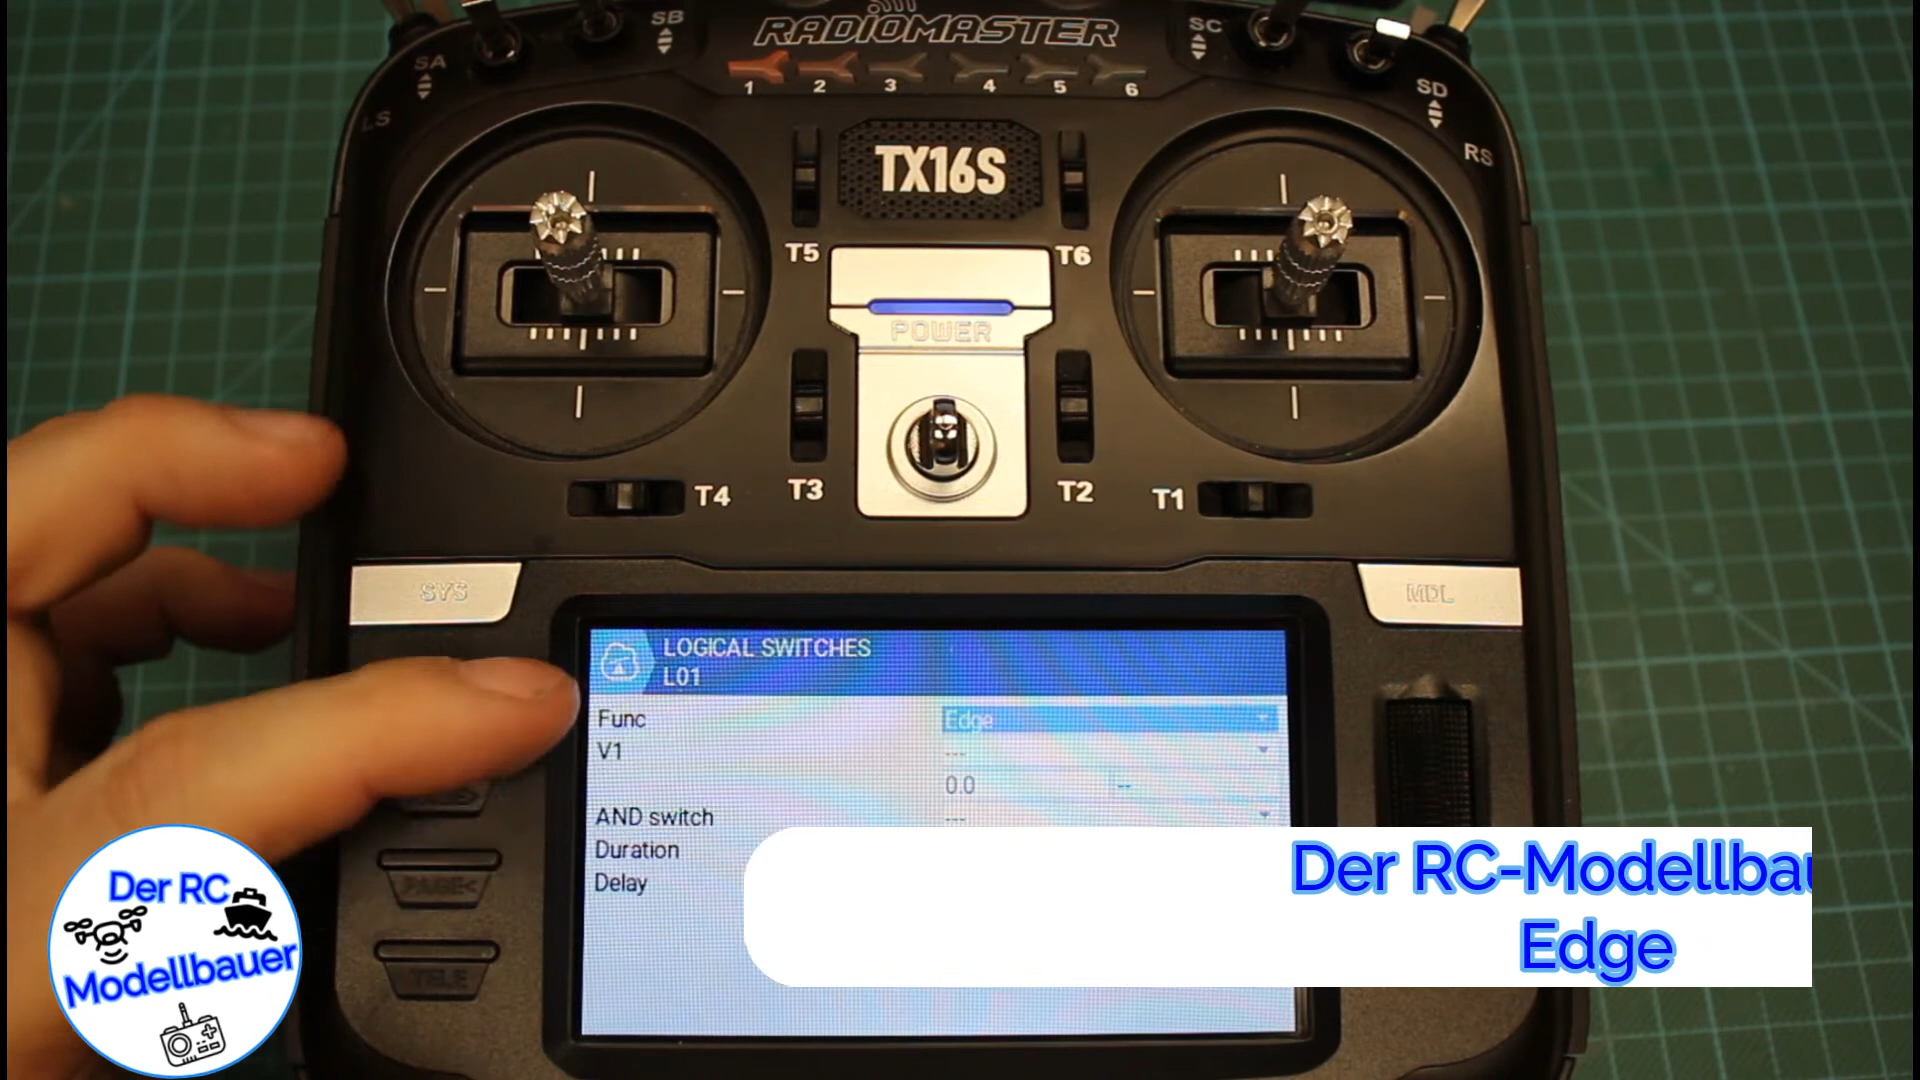 SB
RADIOMASTER
SC
SA
1 2 3 4 5 6
SD
LS
RS
TX16S
T5
T6
POWER
T4
T3
T2
T1
SYS
MDL
LOGICAL SWITCHES
L01
Func Edge
V1 ---
0.0 --
AND switch ---
Duration
Delay
PAGE<
TELE
Der RC-Modellbau
Edge
Der RC
Modellbauer